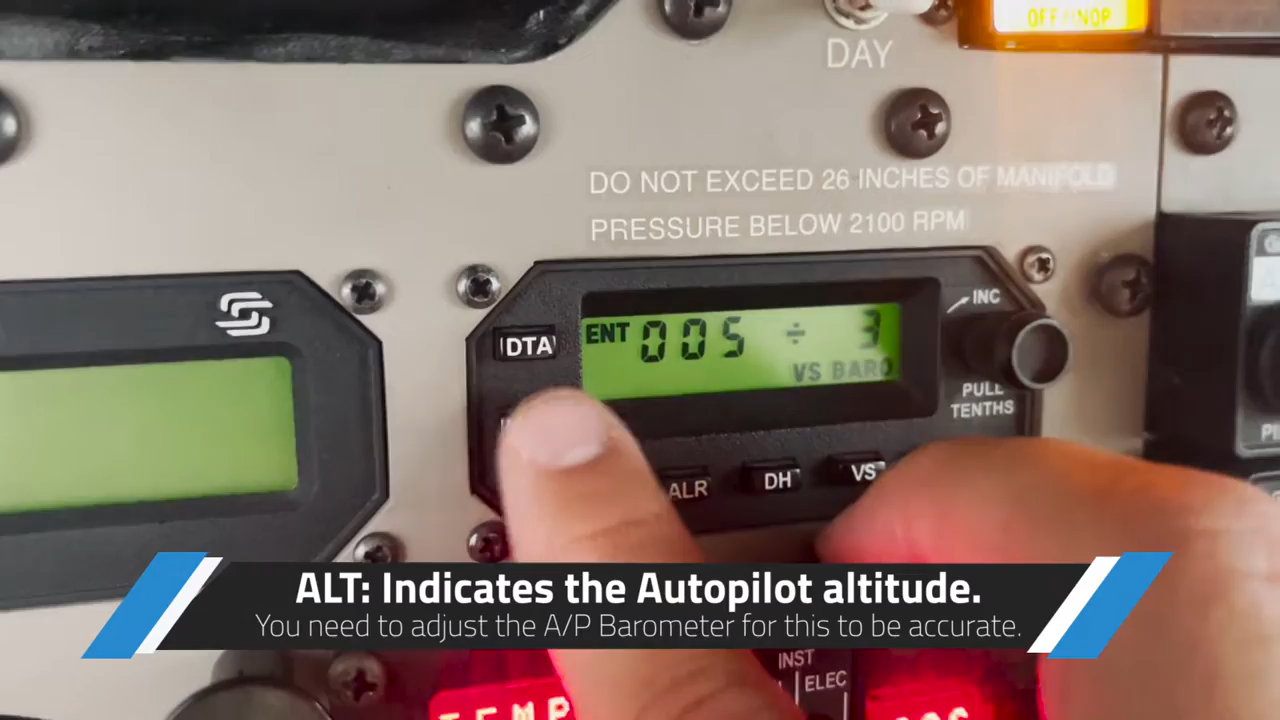 OFF / INOP
DAY
DO NOT EXCEED 26 INCHES OF MANIFOLD
PRESSURE BELOW 2100 RPM
INC
DTA
ENT 005 ÷ 3
VS BARO
PULL
TENTHS
ALR
DH
VS
ALT: Indicates the Autopilot altitude.
You need to adjust the A/P Barometer for this to be accurate.
INST
ELEC
TEMP